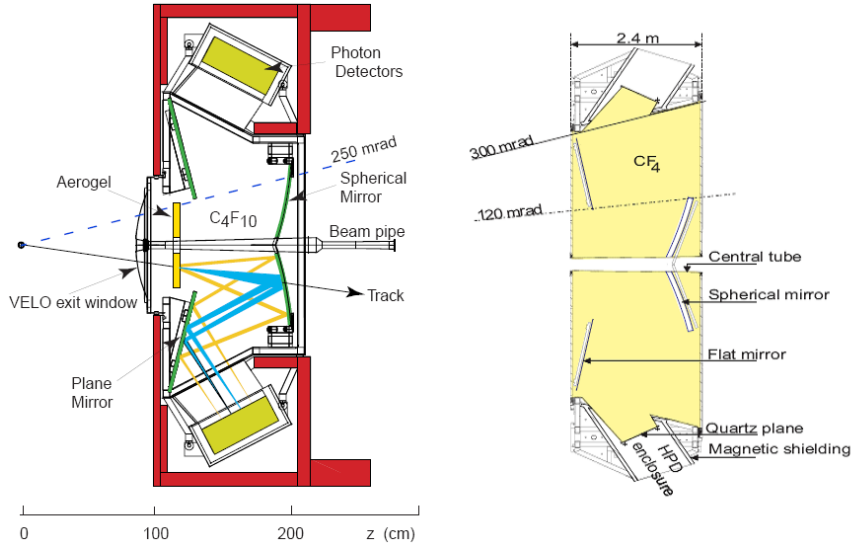 Photon
Detectors
250 mrad
Aerogel
Spherical
Mirror
C4F10
Beam pipe
VELO exit window
Track
Plane
Mirror
0 100 200 z (cm)
2.4 m
300 mrad
CF4
120 mrad
Central tube
Spherical mirror
Flat mirror
Quartz plane
Magnetic shielding
HPD
enclosure